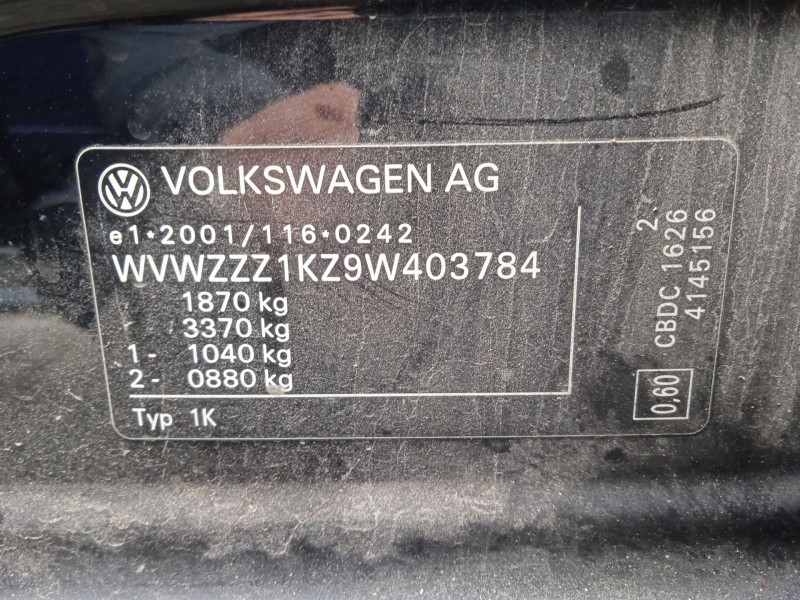 VOLKSWAGEN AG
e1*2001/116*0242
WVWZZZ1KZ9W403784
1870 kg
- 3370 kg
1- 1040 kg
2- 0880 kg
Typ 1K
2.
CBDC 1626
4145156
0,60